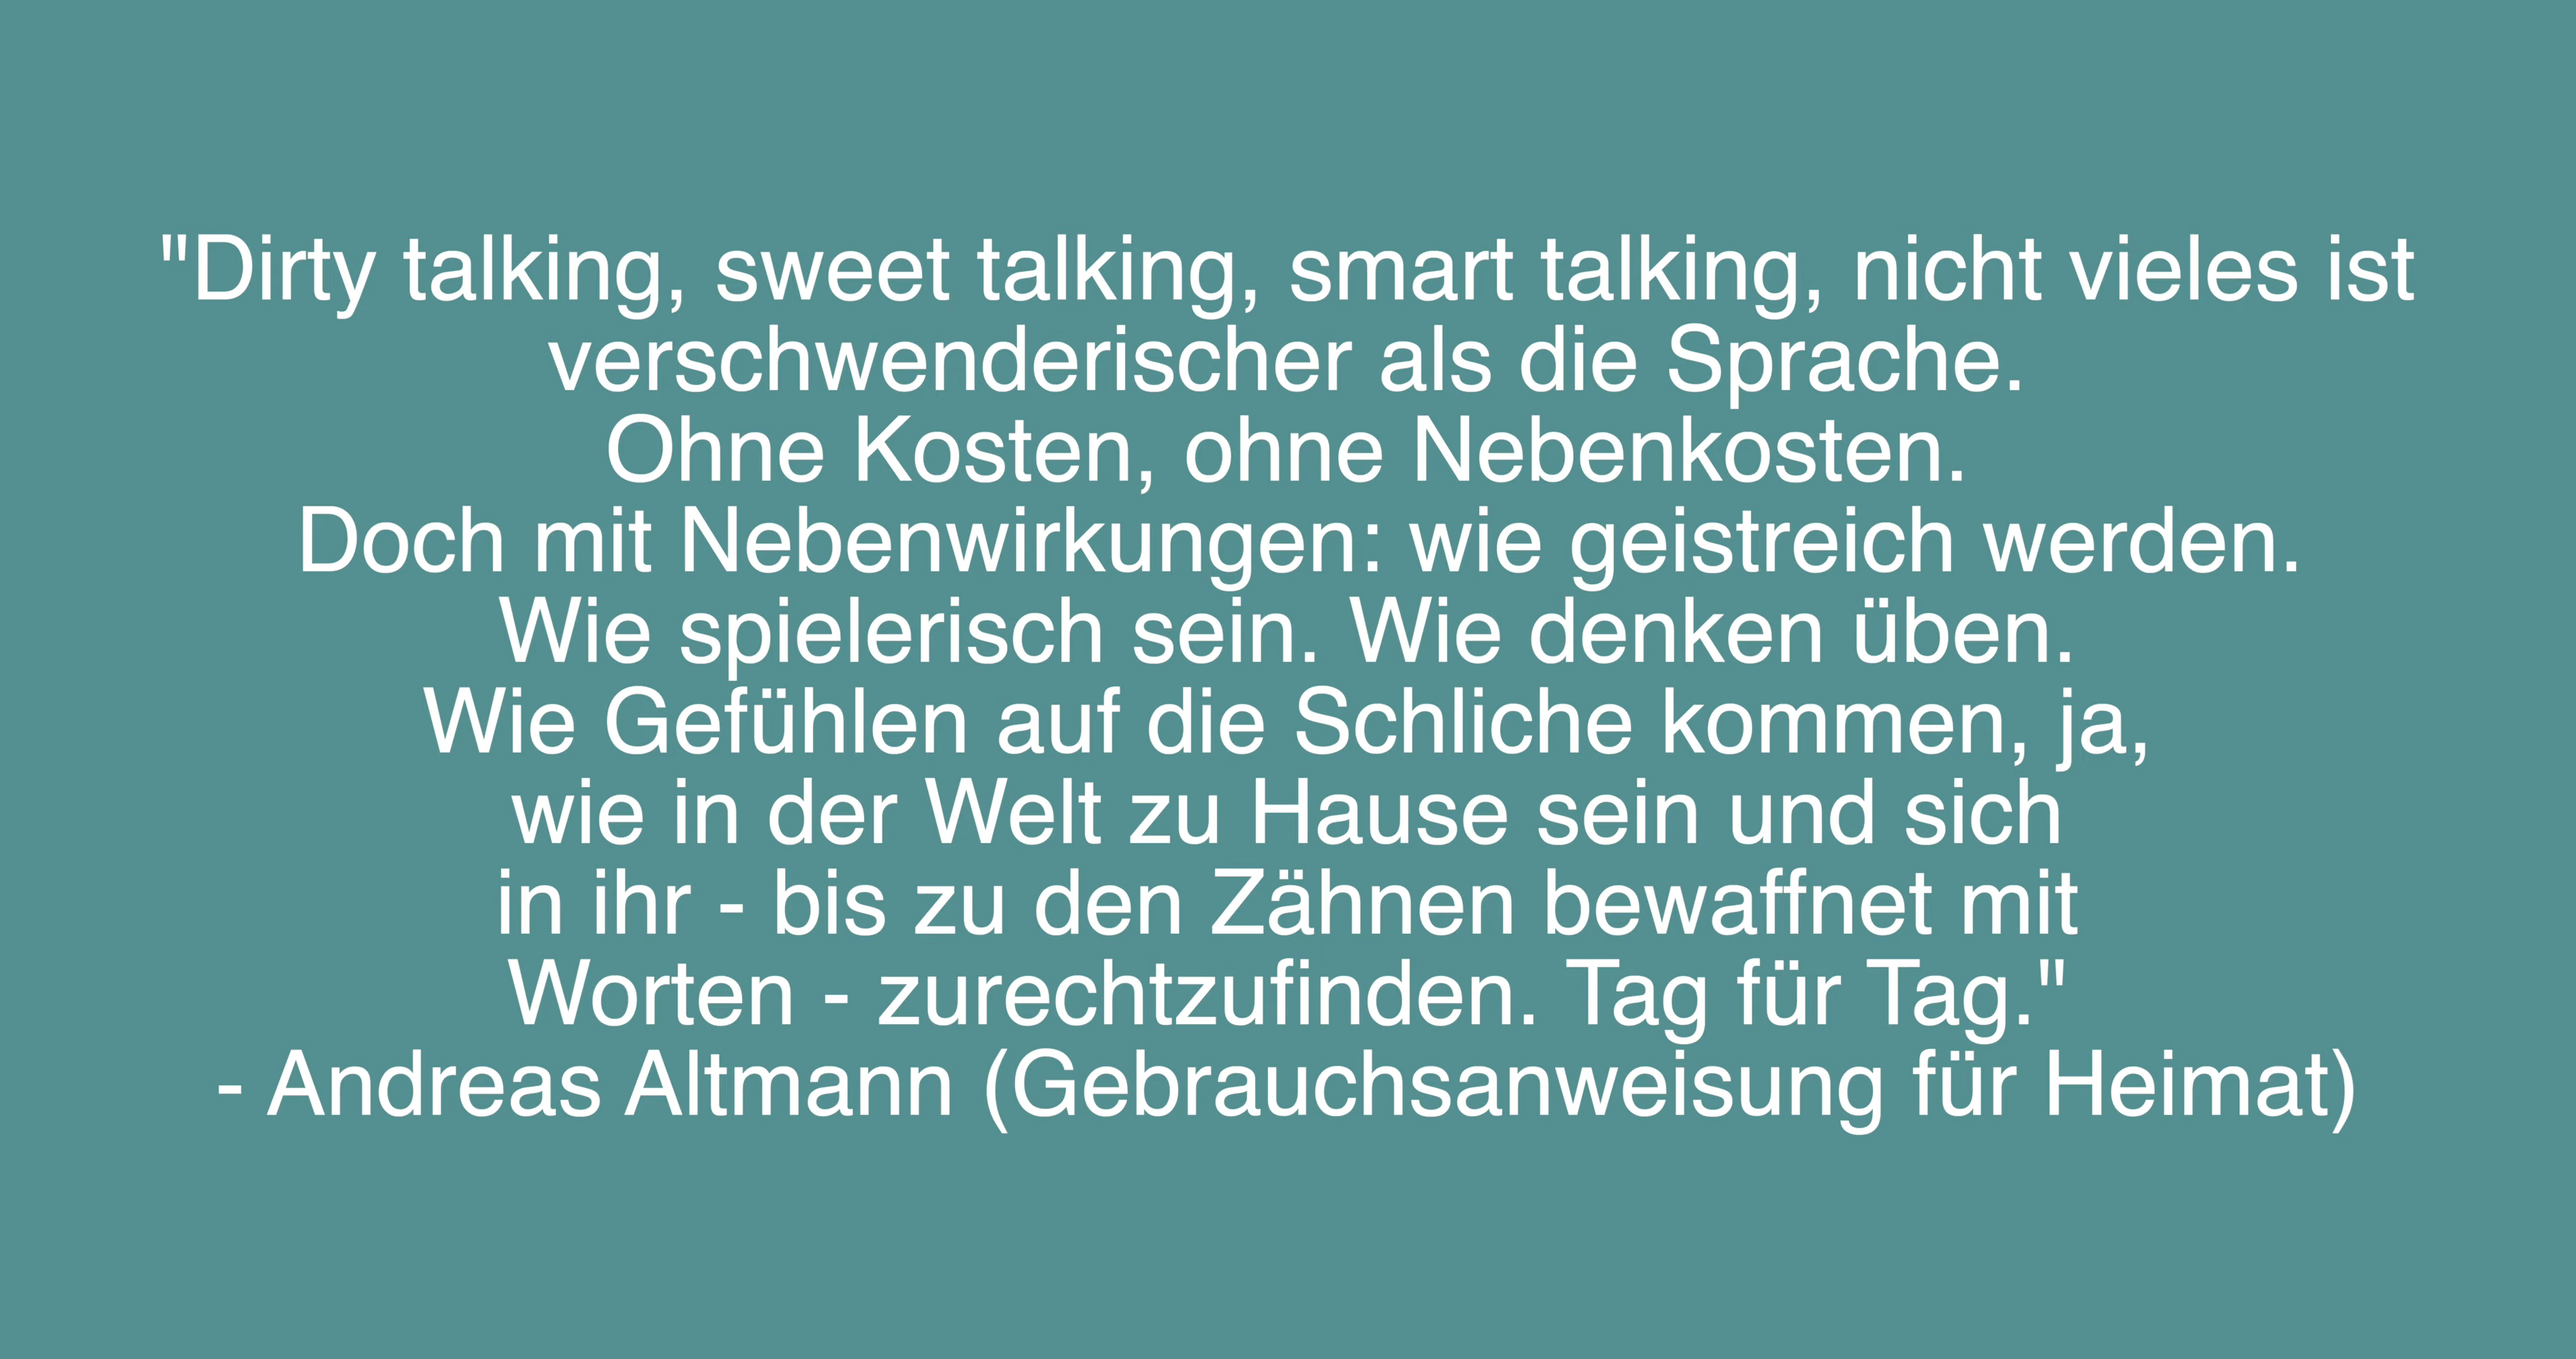 "Dirty talking, sweet talking, smart talking, nicht vieles ist
verschwenderischer als die Sprache.
Ohne Kosten, ohne Nebenkosten.
Doch mit Nebenwirkungen: wie geistreich werden.
Wie spielerisch sein. Wie denken üben.
Wie Gefühlen auf die Schliche kommen, ja,
wie in der Welt zu Hause sein und sich
in ihr - bis zu den Zähnen bewaffnet mit
Worten - zurechtzufinden. Tag für Tag."
- Andreas Altmann (Gebrauchsanweisung für Heimat)